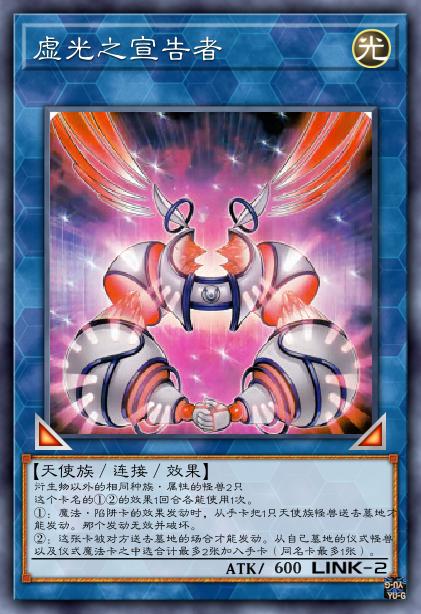 虚光之宣告者
光
【天使族／连接／效果】
衍生物以外的相同种族·属性的怪兽2只
这个卡名的①②的效果1回合各能使用1次。
①：魔法·陷阱卡的效果发动时，从手卡把1只天使族怪兽送去墓地才
能发动。那个发动无效并破坏。
②：这张卡被对方送去墓地的场合才能发动。从自己墓地的仪式怪兽
以及仪式魔法卡之中选合计最多2张加入手卡（同名卡最多1张）。
ATK/ 600 LINK-2